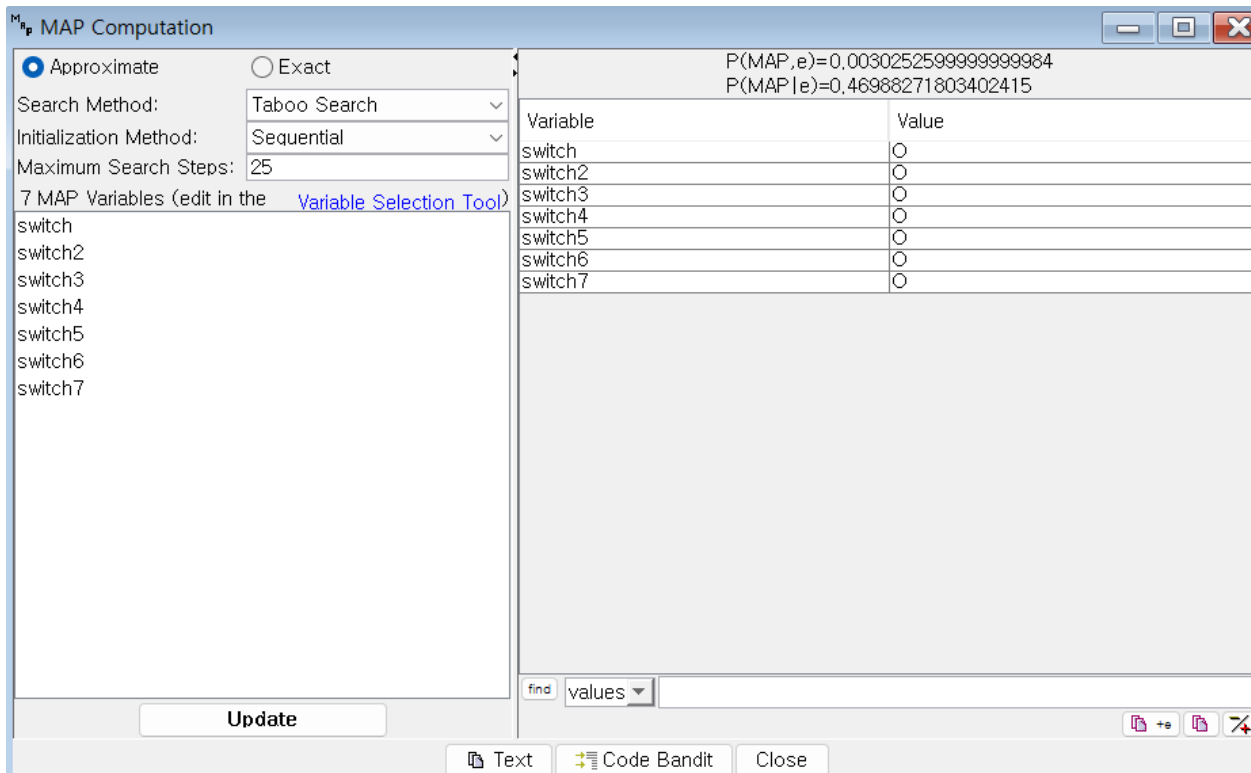 MAP MAP Computation
Approximate Exact
Search Method: Taboo Search
Initialization Method: Sequential
Maximum Search Steps: 25
7 MAP Variables (edit in the Variable Selection Tool)
switch
switch2
switch3
switch4
switch5
switch6
switch7
Update
P(MAP,e)=0,0030252599999999984
P(MAP|e)=0,46988271803402415
Variable Value
switch O
switch2 O
switch3 O
switch4 O
switch5 O
switch6 O
switch7 O
find values
+e
Text Code Bandit Close